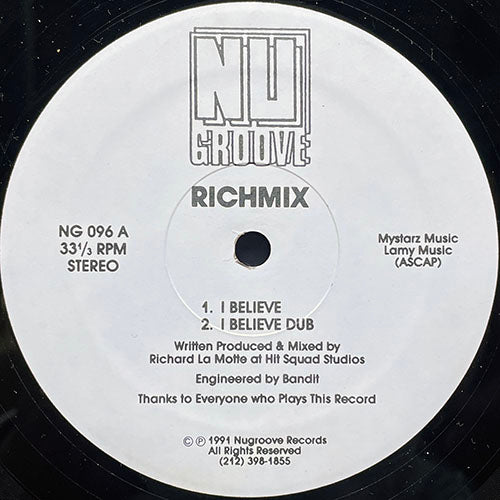 NU
GROOVE
RICHMIX
NG 096 A
33⅓ RPM
STEREO
Mystarz Music
Lamy Music
(ASCAP)
1. I BELIEVE
2. I BELIEVE DUB
Written Produced & Mixed by
Richard La Motte at Hit Squad Studios
Engineered by Bandit
Thanks to Everyone who Plays This Record
© ℗ 1991 Nugroove Records
All Rights Reserved
(212) 398-1855